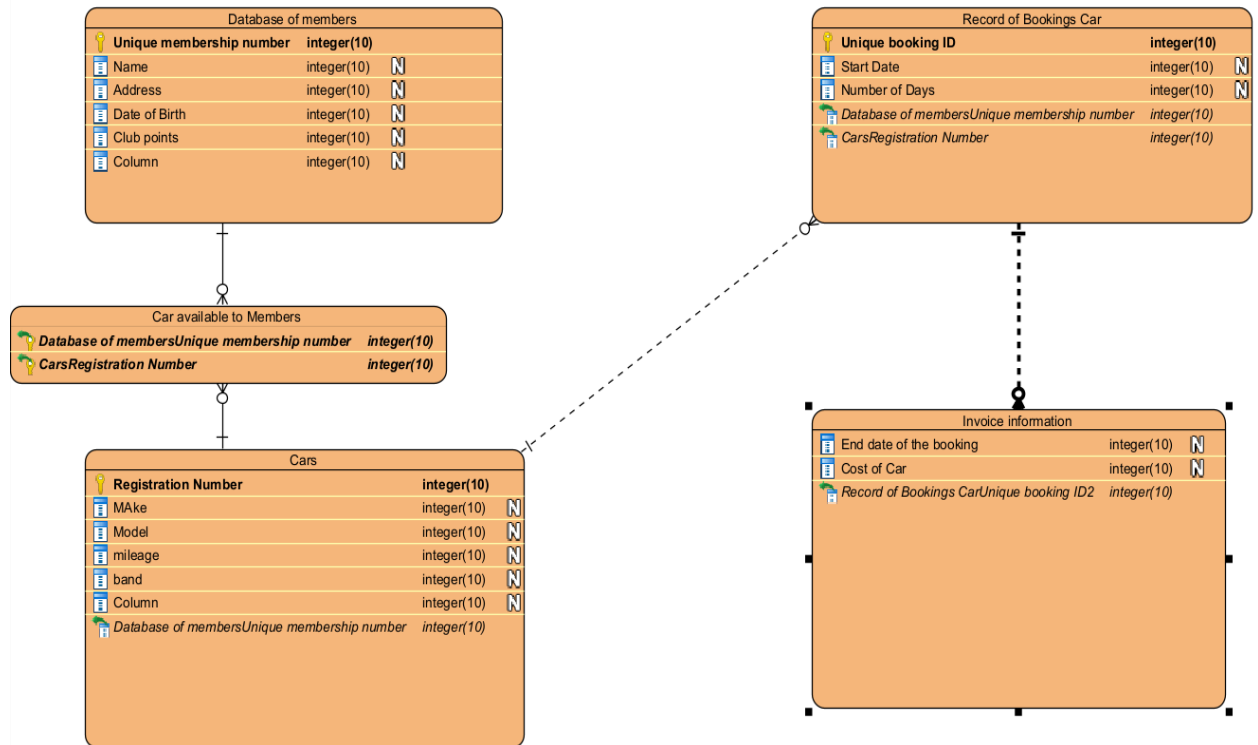 Database of members
Unique membership number integer(10)
Name integer(10) N
Address integer(10) N
Date of Birth integer(10) N
Club points integer(10) N
Column integer(10) N
Record of Bookings Car
Unique booking ID integer(10)
Start Date integer(10) N
Number of Days integer(10) N
Database of membersUnique membership number integer(10)
CarsRegistration Number integer(10)
Car available to Members
Database of membersUnique membership number integer(10)
CarsRegistration Number integer(10)
Cars
Registration Number integer(10)
MAke integer(10) N
Model integer(10) N
mileage integer(10) N
band integer(10) N
Column integer(10) N
Database of membersUnique membership number integer(10)
Invoice information
End date of the booking integer(10) N
Cost of Car integer(10) N
Record of Bookings CarUnique booking ID2 integer(10)